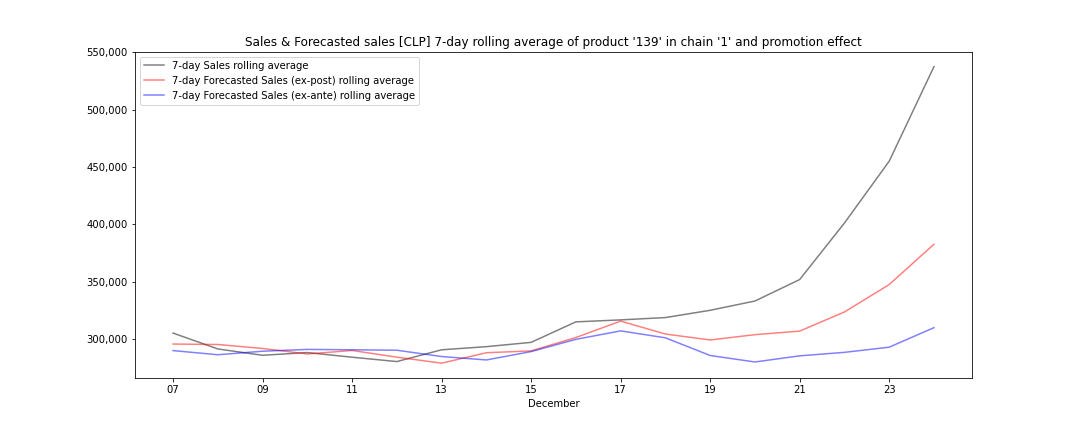 Sales & Forecasted sales [CLP] 7-day rolling average of product '139' in chain '1' and promotion effect
550,000
500,000
450,000
400,000
350,000
300,000
7-day Sales rolling average
7-day Forecasted Sales (ex-post) rolling average
7-day Forecasted Sales (ex-ante) rolling average
07 09 11 13 15 17 19 21 23
December